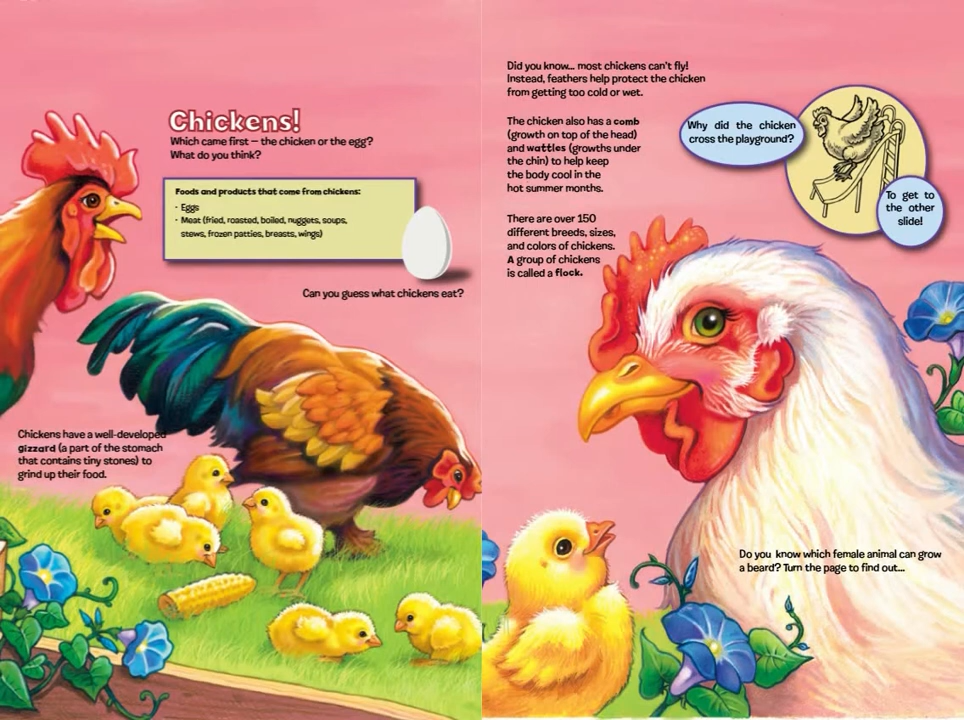 Chickens!
Which came first – the chicken or the egg?
What do you think?
Foods and products that come from chickens:
- Eggs
- Meat (fried, roasted, boiled, nuggets, soups,
stews, frozen patties, breasts, wings)
Can you guess what chickens eat?
Chickens have a well-developed
gizzard (a part of the stomach
that contains tiny stones) to
grind up their food.
Did you know... most chickens can't fly!
Instead, feathers help protect the chicken
from getting too cold or wet.
The chicken also has a comb
(growth on top of the head)
and wattles (growths under
the chin) to help keep
the body cool in the
hot summer months.
There are over 150
different breeds, sizes,
and colors of chickens.
A group of chickens
is called a flock.
Why did the chicken
cross the playground?
To get to
the other
slide!
Do you know which female animal can grow
a beard? Turn the page to find out...